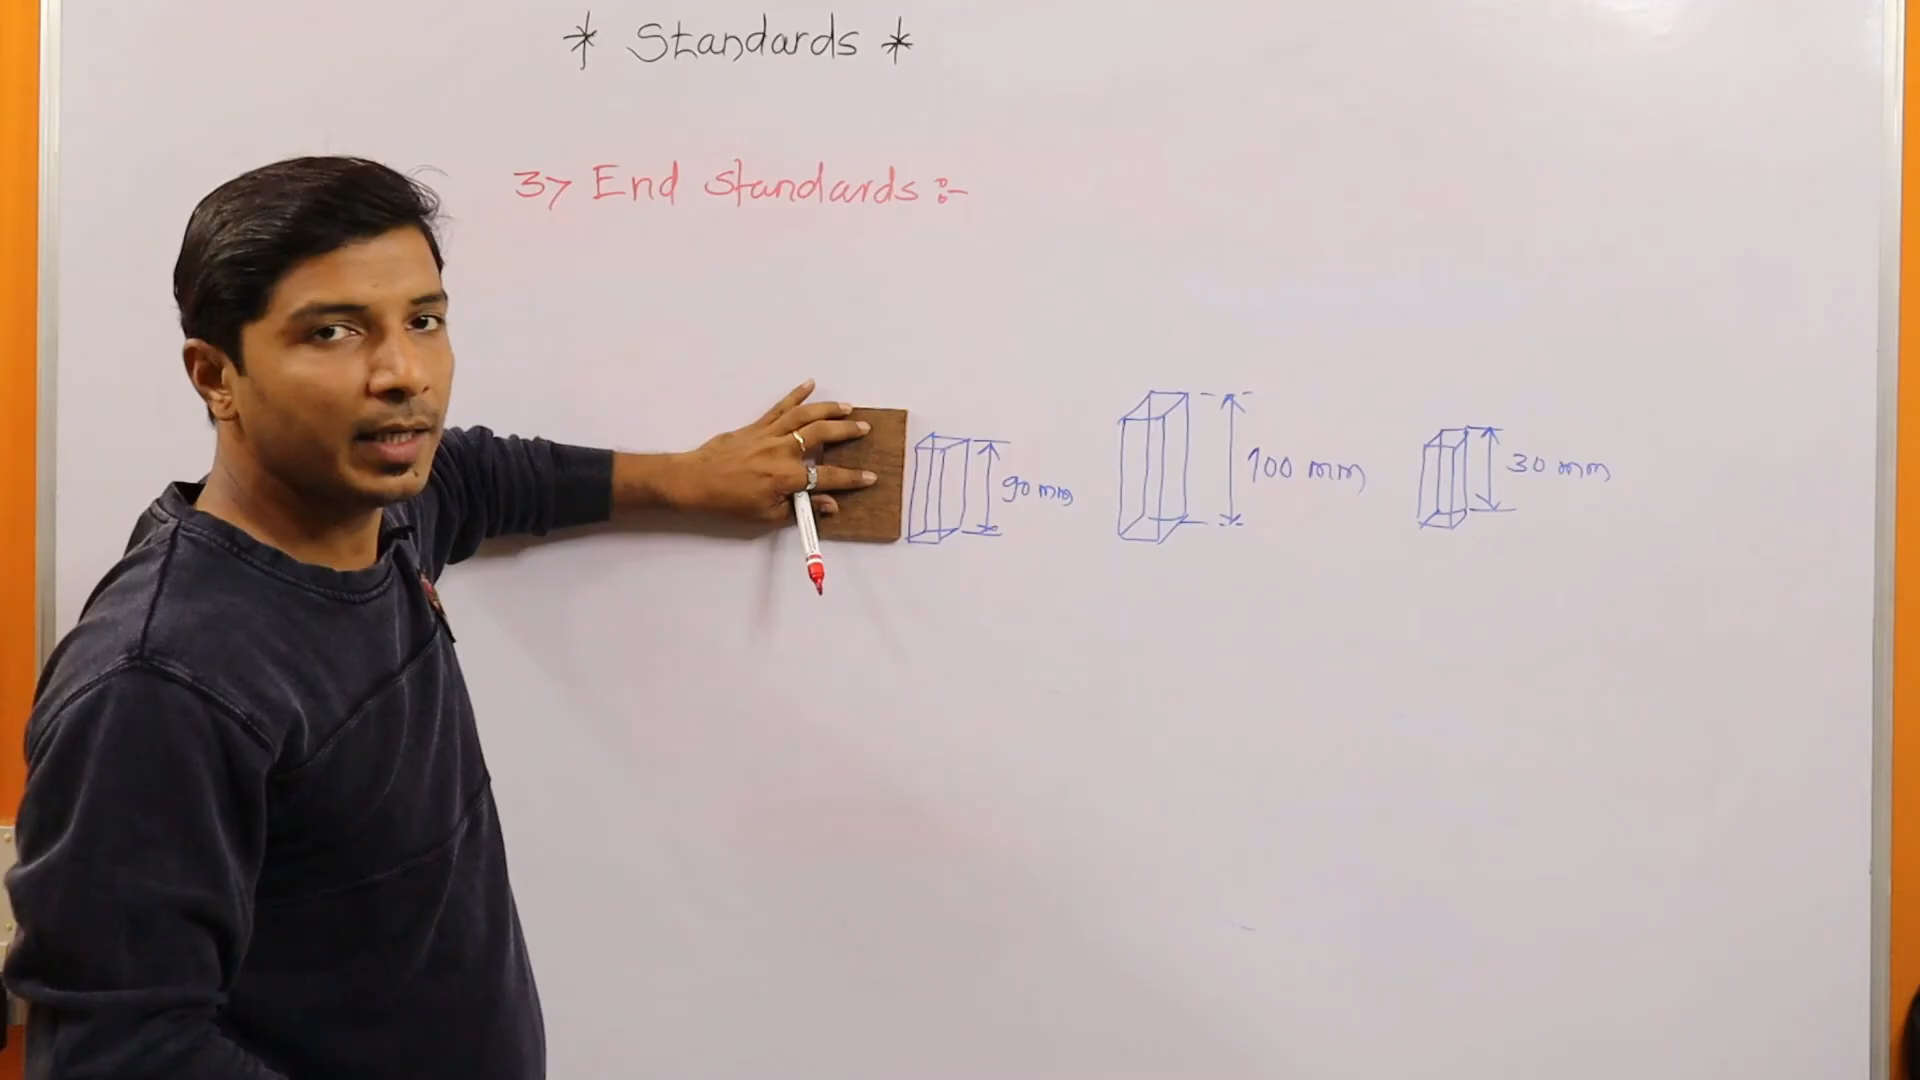 * Standards *
3> End standards :-
90 mm
100 mm
30 mm